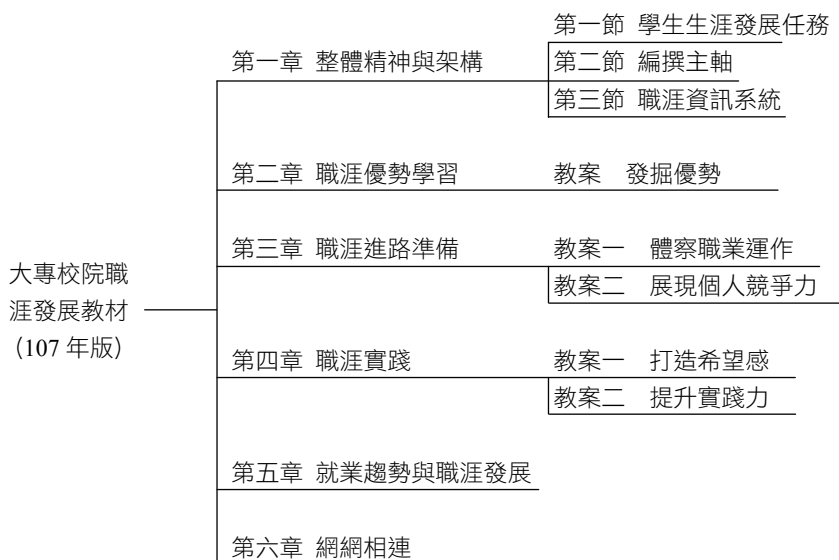 第一節 學生生涯發展任務
第一章 整體精神與架構
第二節 編撰主軸
第三節 職涯資訊系統
第二章 職涯優勢學習 教案 發掘優勢
第三章 職涯進路準備 教案一 體察職業運作
教案二 展現個人競爭力
大專校院職
涯發展教材
(107 年版)
第四章 職涯實踐 教案一 打造希望感
教案二 提升實踐力
第五章 就業趨勢與職涯發展
第六章 網網相連